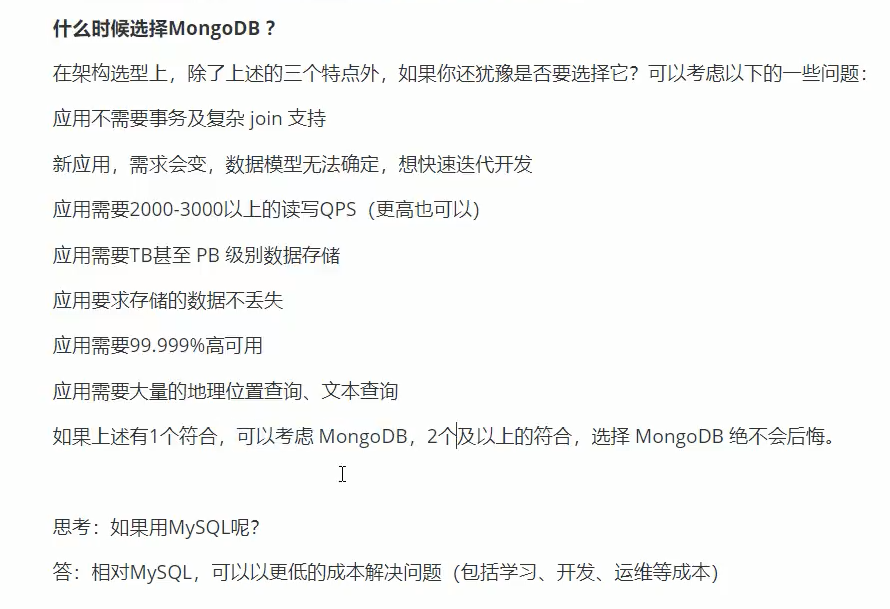 什么时候选择MongoDB ?
在架构选型上，除了上述的三个特点外，如果你还犹豫是否要选择它？可以考虑以下的一些问题：
应用不需要事务及复杂 join 支持
新应用，需求会变，数据模型无法确定，想快速迭代开发
应用需要2000-3000以上的读写QPS（更高也可以）
应用需要TB甚至 PB 级别数据存储
应用要求存储的数据不丢失
应用需要99.999%高可用
应用需要大量的地理位置查询、文本查询
如果上述有1个符合，可以考虑 MongoDB，2个及以上的符合，选择 MongoDB 绝不会后悔。
思考：如果用MySQL呢？
答：相对MySQL，可以以更低的成本解决问题（包括学习、开发、运维等成本）